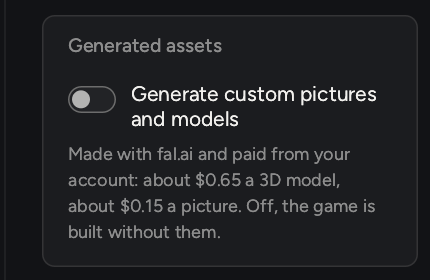 Generated assets
Generate custom pictures
and models
Made with fal.ai and paid from your
account: about $0.65 a 3D model,
about $0.15 a picture. Off, the game is
built without them.